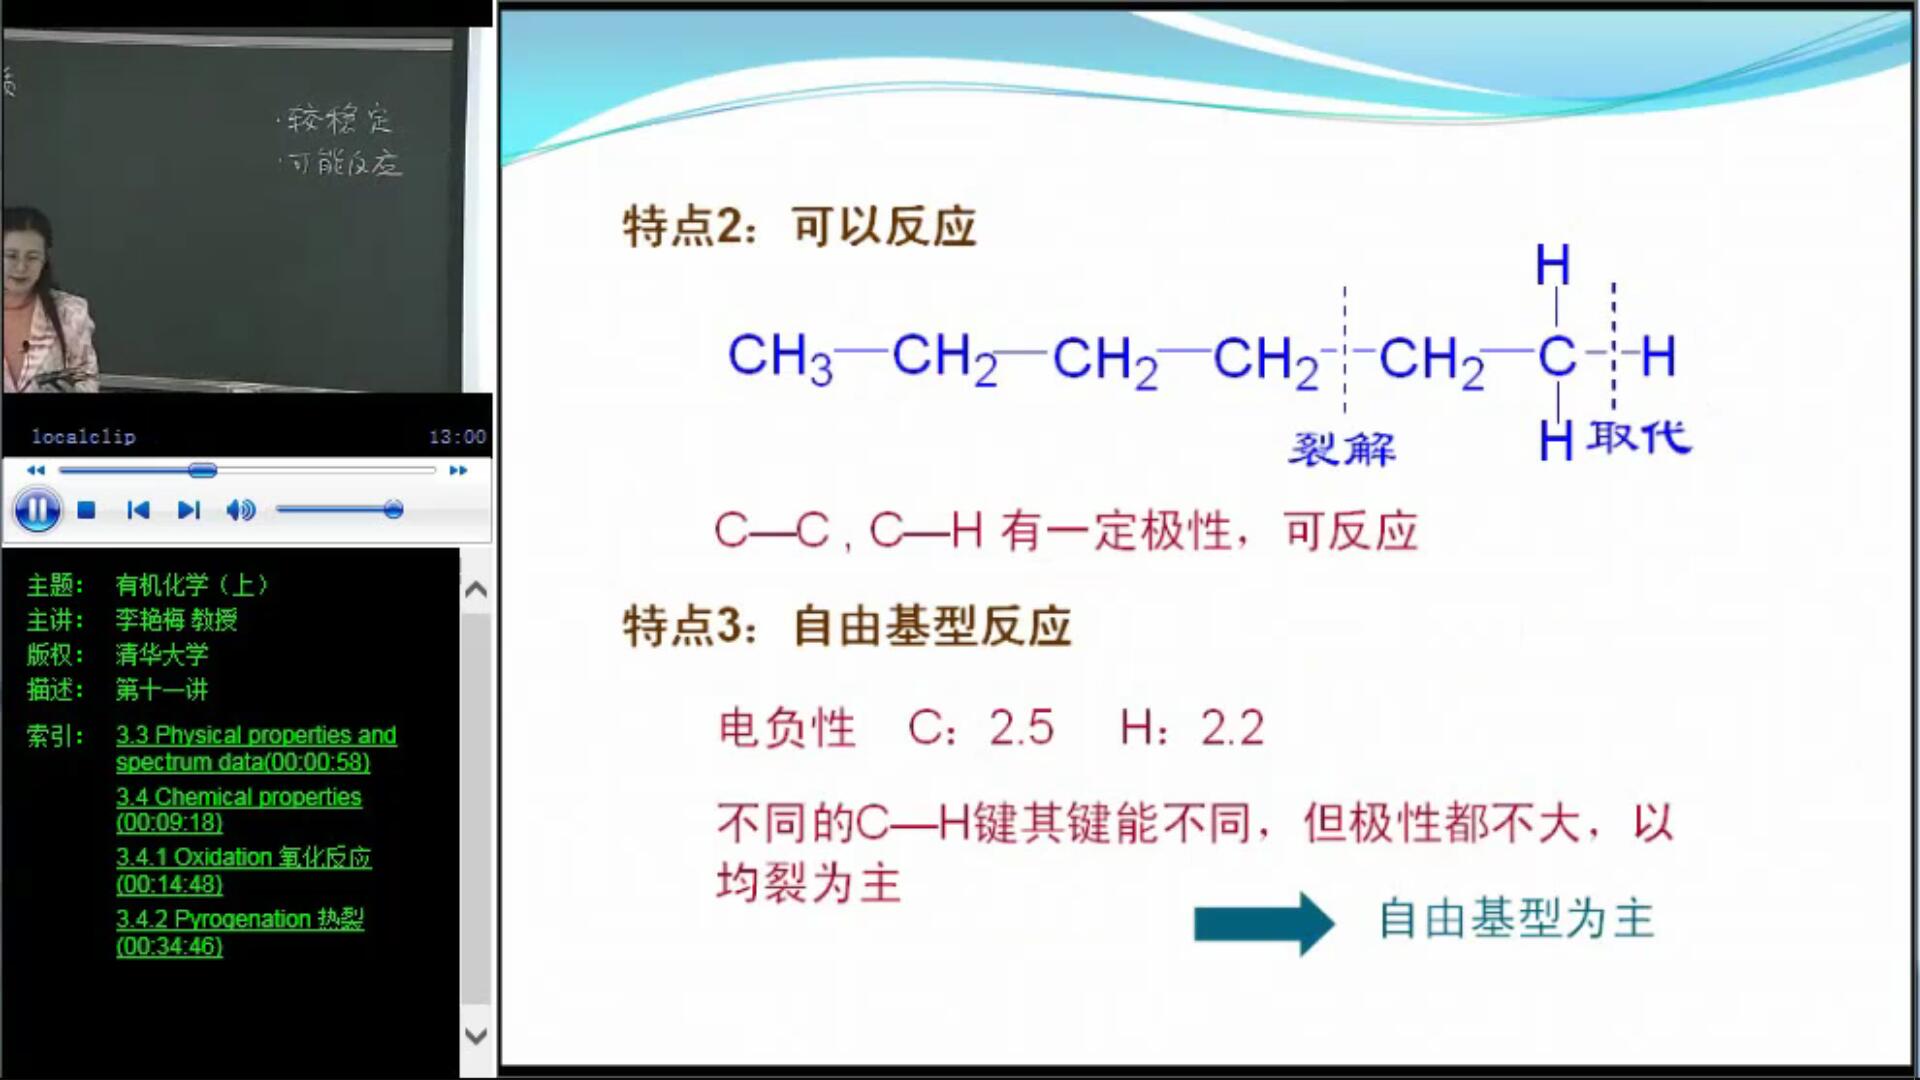 质
·较稳定
·可能反应
localclip 13:00
主题： 有机化学（上）
主讲： 李艳梅 教授
版权： 清华大学
描述： 第十一讲
索引： 3.3 Physical properties and
spectrum data(00:00:58)
3.4 Chemical properties
(00:09:18)
3.4.1 Oxidation 氧化反应
(00:14:48)
3.4.2 Pyrogenation 热裂
(00:34:46)
特点2：可以反应
H
CH3—CH2—CH2—CH2—CH2—C—H
裂解 H 取代
C—C , C—H 有一定极性，可反应
特点3：自由基型反应
电负性 C：2.5 H：2.2
不同的C—H键其键能不同，但极性都不大，以
均裂为主
自由基型为主